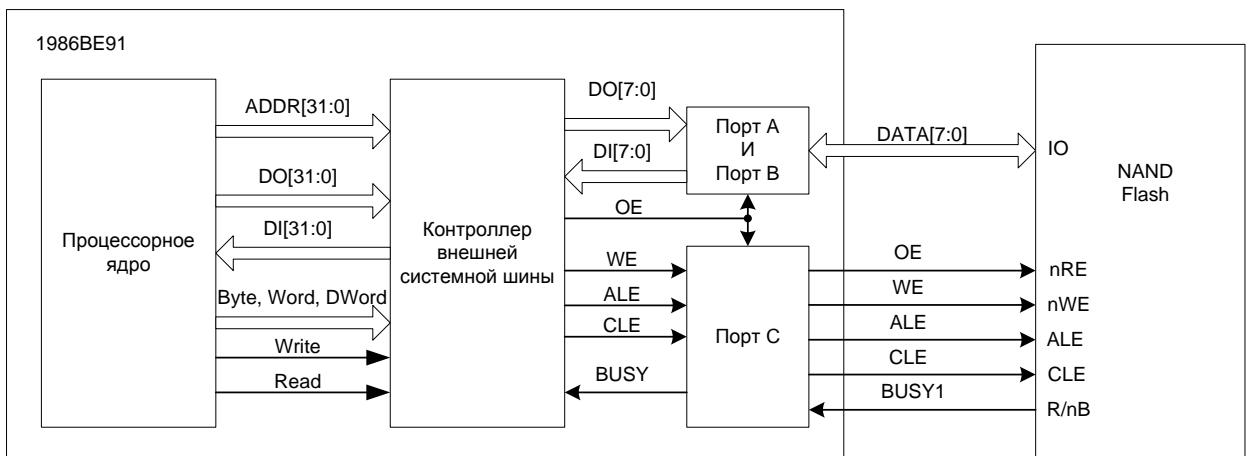 1986ВЕ91
Процессорное
ядро
ADDR[31:0]
DO[31:0]
DI[31:0]
Byte, Word, DWord
Write
Read
Контроллер
внешней
системной шины
DO[7:0]
DI[7:0]
OE
WE
ALE
CLE
BUSY
Порт А
И
Порт В
Порт С
DATA[7:0]
OE
WE
ALE
CLE
BUSY1
IO
NAND
Flash
nRE
nWE
ALE
CLE
R/nB